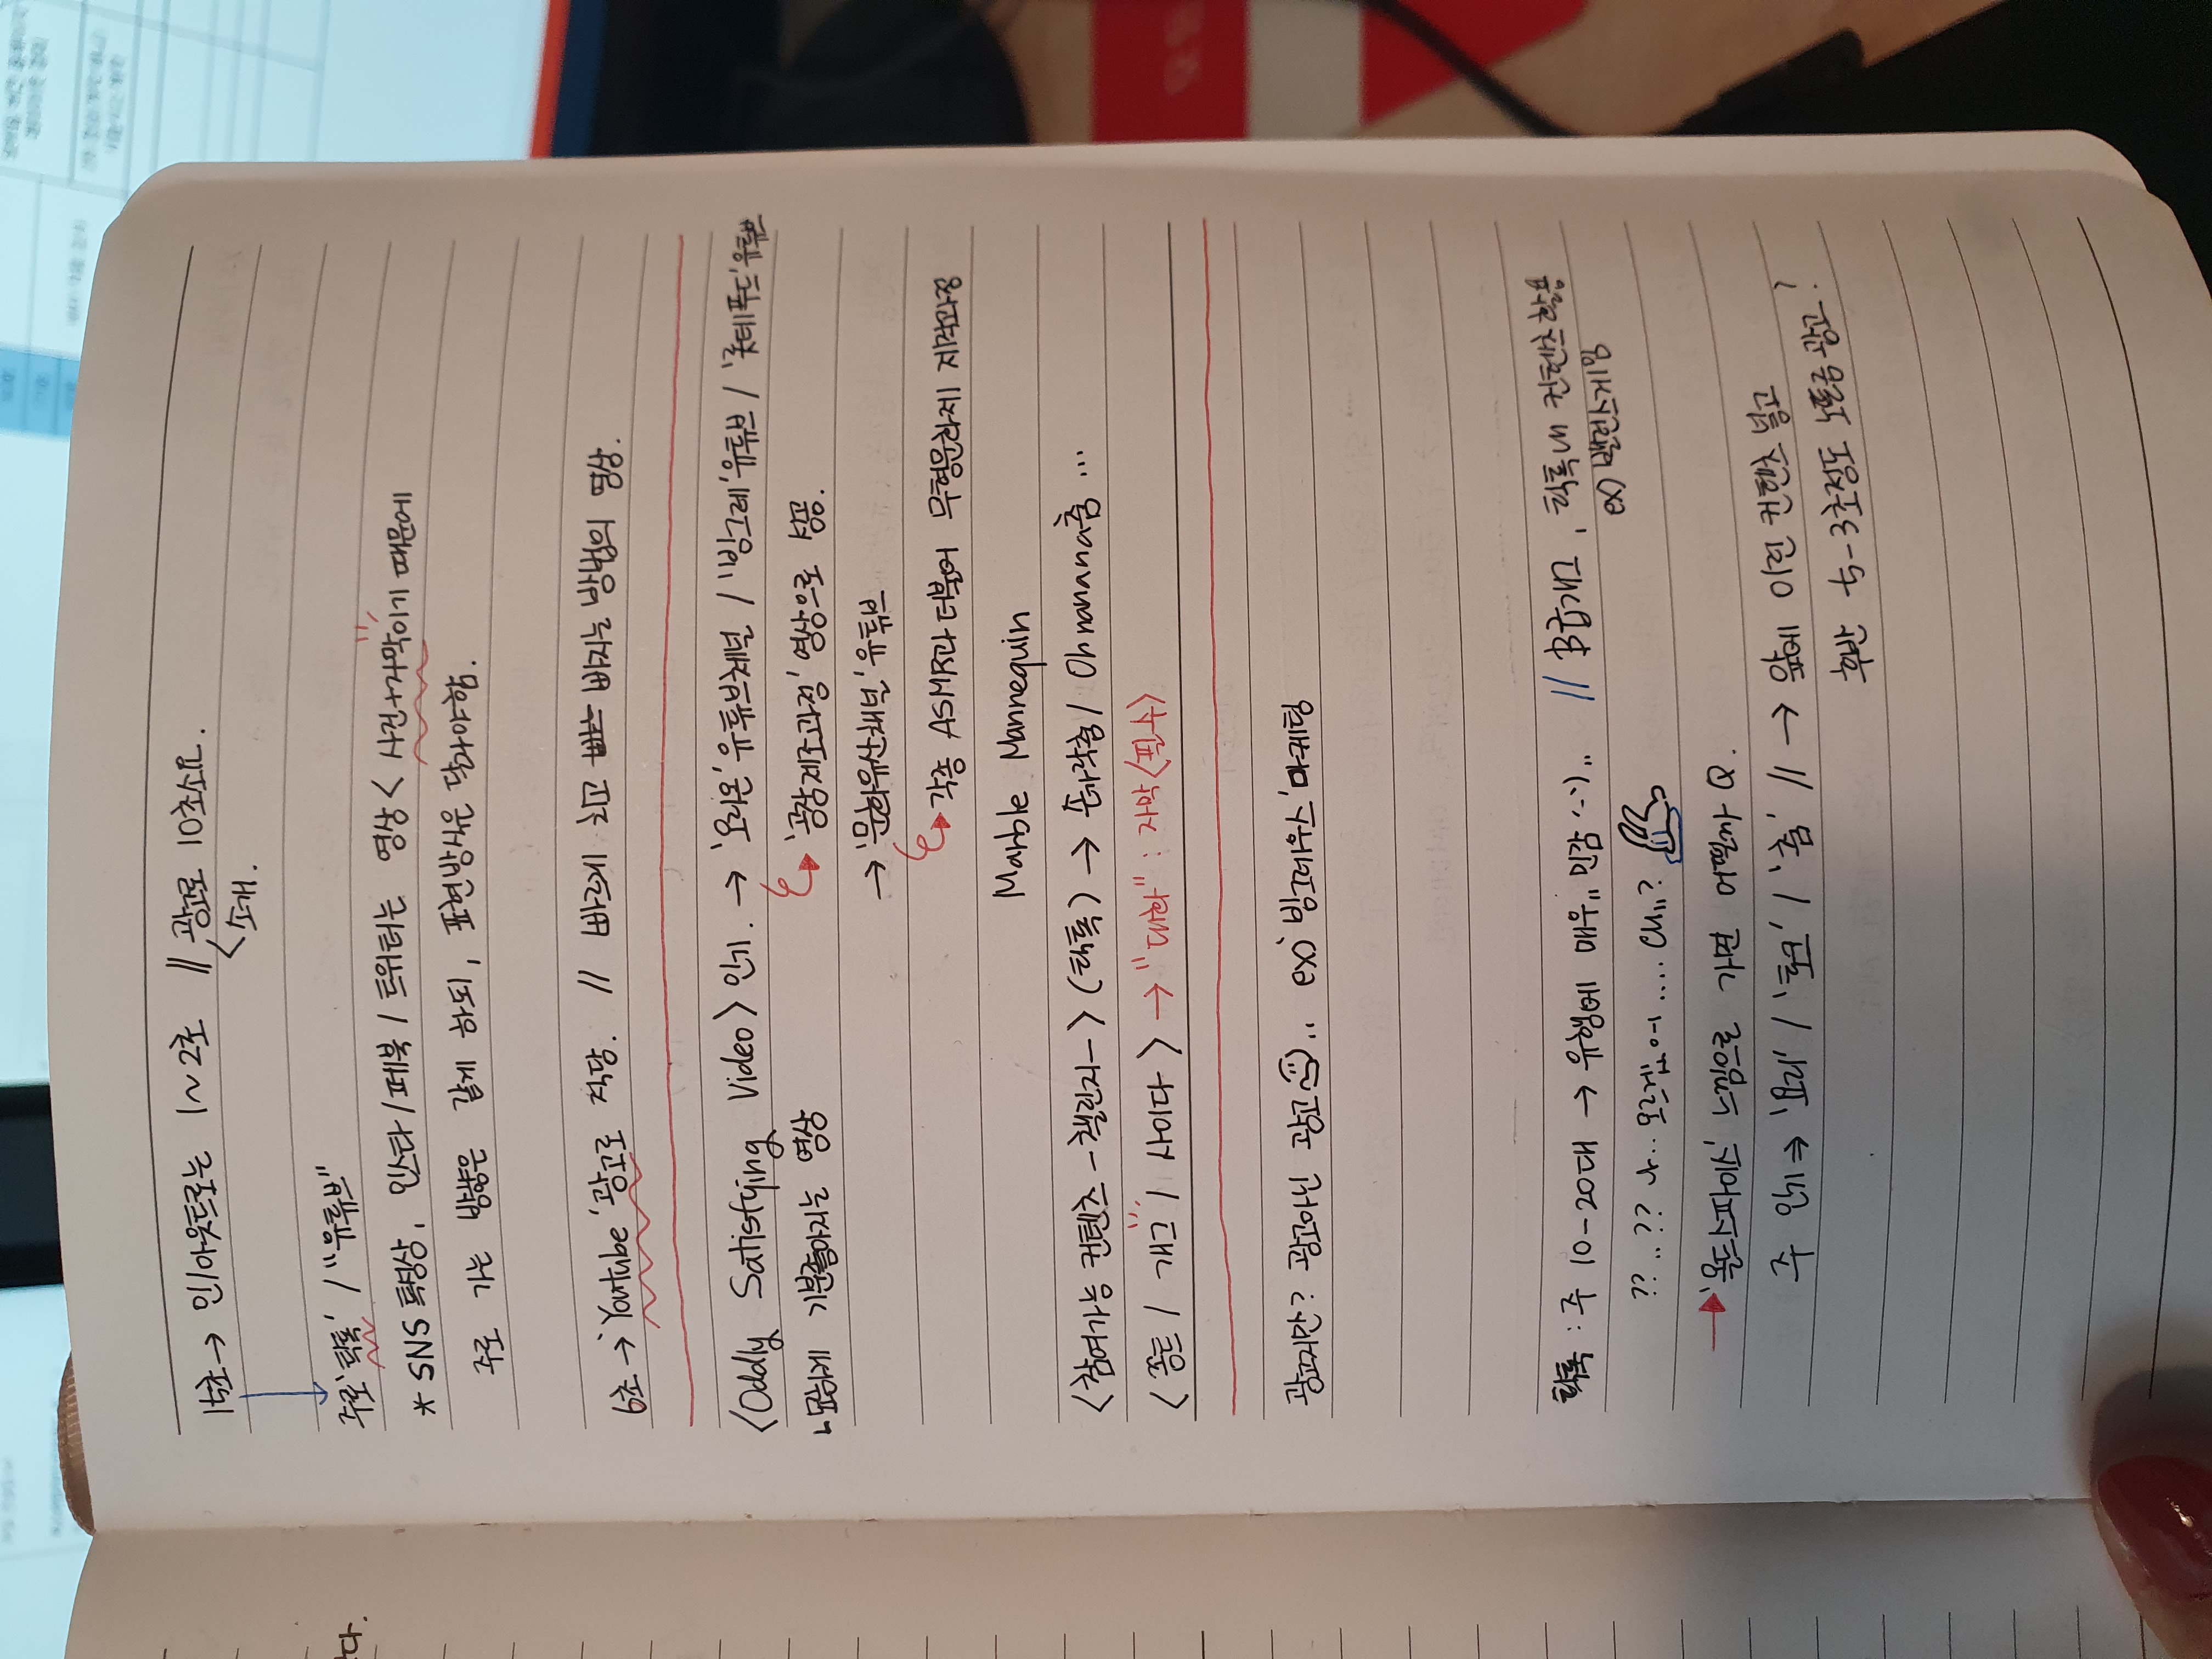 15초 → 인/아웃트로는 1~2초 // 광고로 10초소요.
< 소개.
주로 '틱톡' / "유튜브"
* SNS 특성상, 인스타/페북/트위터는 영상 < 사진+자막이기 때문에
주로 가는 방향은 같게 하되, 표현방식은 달라야함.
6초 → 'Youtube' 광고로 적당. // 빠르게 치고 빠지는 방법의 영상.
<Oddly Satisfying Video> 인기. → '오리온' 유튜브채널 / '빙그레' 유튜브 / '롯데푸드' 유튜브
ㄴ묘하게 기분좋아지는 영상
'공장제조과정' 영상으로 성공.
→ '문화유산채널' 유튜브
각종 ASMR과 더불어 무형문화제 제작과정
Marble Mannequin
<참여가능 컨텐츠 -챌린지-> (틱톡) → 손가락춤/ Oh nanana춤 ...
<콩트 / 개그 / 사이다> → "대화" : 자막<필수>
광고지만? 광고아닌 광고.. ex) '빙그레우스' 마케팅
틱톡 : 주 10-20대 → 유행에 매우,, 민감 // B급개그, 틱톡 내 컨텐츠 활용
ex) 밸런스게임
??..?? 나.. 모르겠어....
→ '올드스파이스' 느낌으로 가면 어떨까 Q.
주 인기 → '요리' / '토크' / '춤' // → 앞에 이런 컨텐츠 넣고
후반 5-3초정도 노뜬금 광고?
다.